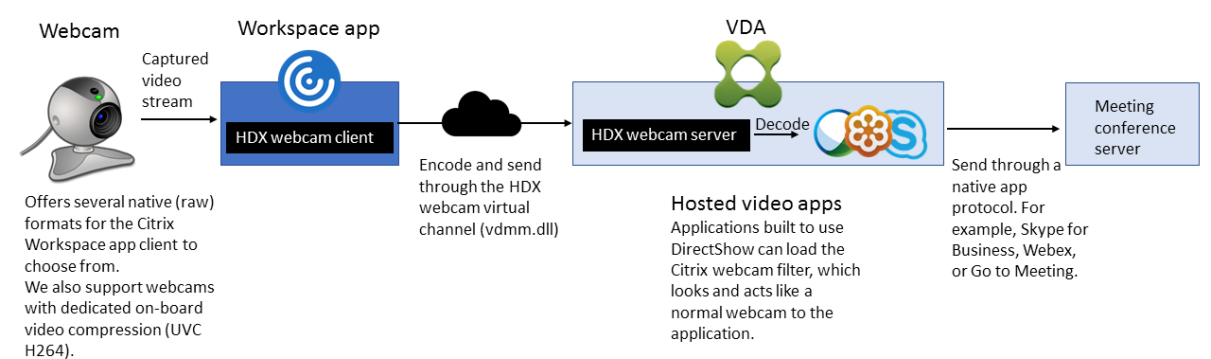 Webcam
Captured
video
stream
Offers several native (raw)
formats for the Citrix
Workspace app client to
choose from.
We also support webcams
with dedicated on-board
video compression (UVC
H264).
Workspace app
HDX webcam client
Encode and send
through the HDX
webcam virtual
channel (vdmm.dll)
VDA
HDX webcam server
Decode
S
Hosted video apps
Applications built to use
DirectShow can load the
Citrix webcam filter, which
looks and acts like a
normal webcam to the
application.
Send through a
native app
protocol. For
example, Skype for
Business, Webex,
or Go to Meeting.
Meeting
conference
server